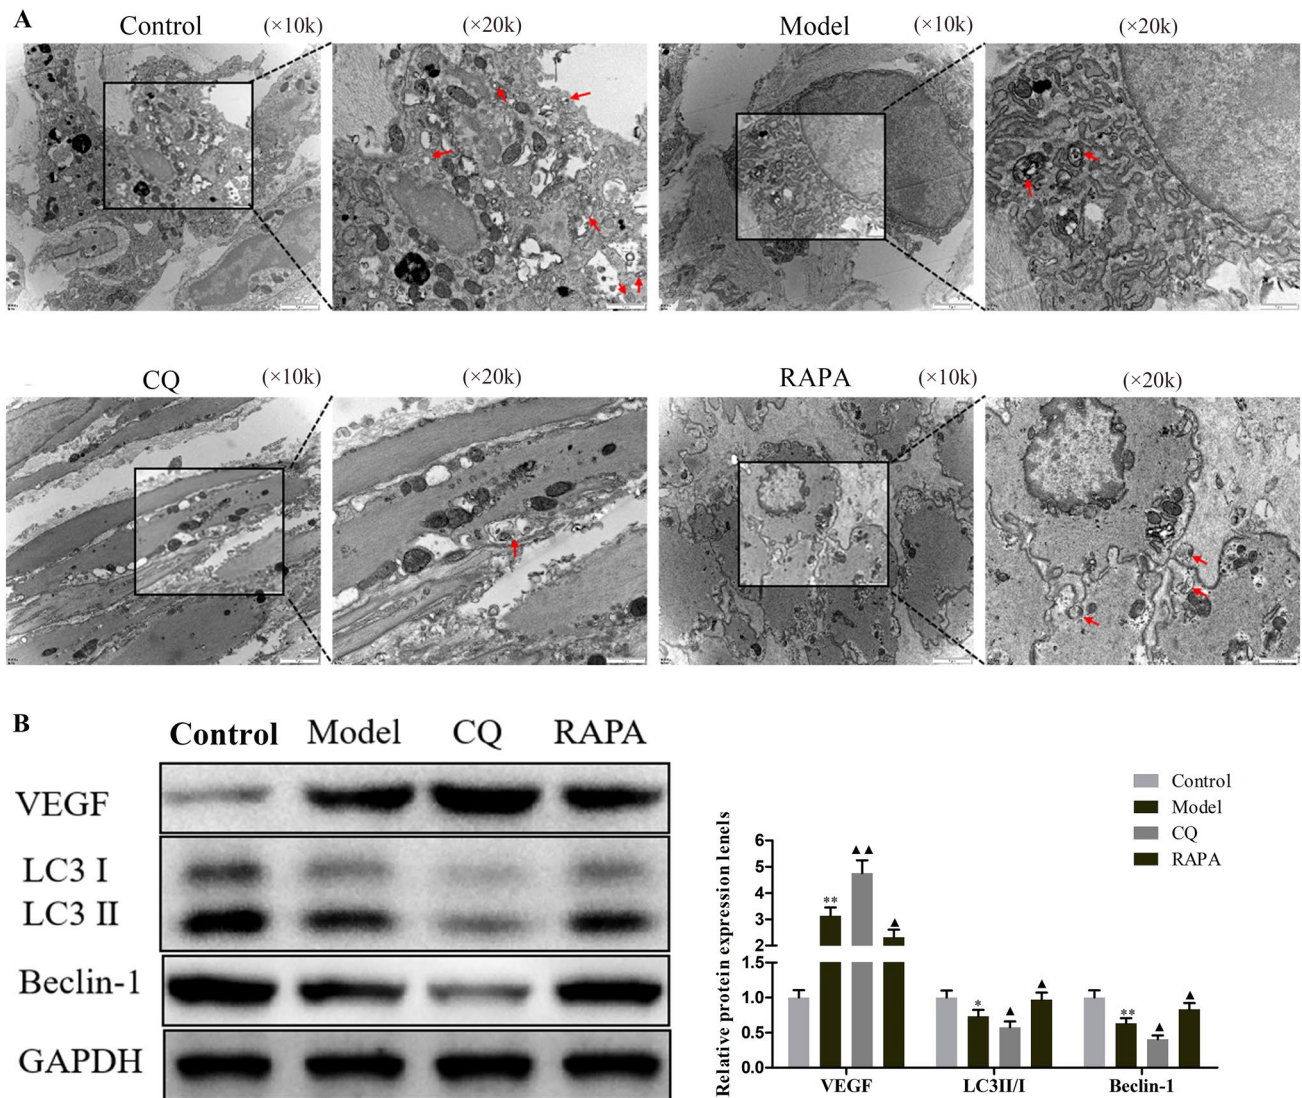 A
Control (×10k) (×20k) Model (×10k) (×20k)
CQ (×10k) (×20k) RAPA (×10k) (×20k)
B
Control Model CQ RAPA
VEGF
LC3 I
LC3 II
Beclin-1
GAPDH
Control
Model
CQ
RAPA
Relative protein expression lenels
6
5
4
3
2
1.5
1.0
0.5
0.0
** ▲▲ ▲
* ▲ ▲
** ▲ ▲
VEGF LC3II/I Beclin-1